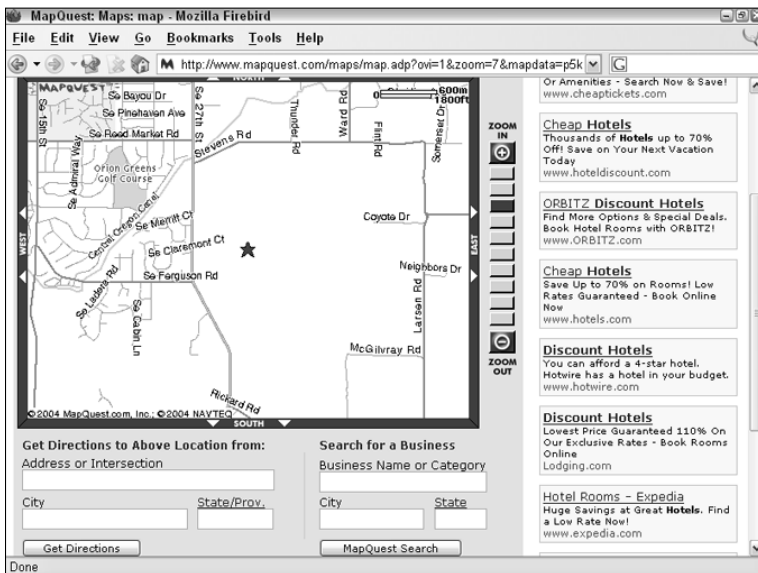 MapQuest: Maps: map - Mozilla Firebird
File Edit View Go Bookmarks Tools Help
http://www.mapquest.com/maps/map.adp?ovi=1&zoom=7&mapdata=p5k
G
NORTH
MAPQUEST
600m
1800ft
Se 15th St
Se Bayou Dr
Se Pinehaven Ave
Se Reed Market Rd
Se 27th St
Stevens Rd
Thunder Rd
Ward Rd
Flint Rd
Somerset Dr
Se Admiral Way
Orion Greens
Golf Course
Central Oregon Canal
Se Merritt Ct
Se Claremont Ct
Se Ferguson Rd
Se Ladera Rd
Se Cabin Ln
Coyote Dr
Neighbors Dr
Larsen Rd
McGilvray Rd
Rickard Rd
WEST
EAST
©2004 MapQuest.com, Inc.; ©2004 NAVTEQ
SOUTH
ZOOM
IN
ZOOM
OUT
Get Directions to Above Location from:
Address or Intersection
City State/Prov.
Get Directions
Search for a Business
Business Name or Category
City State
MapQuest Search
Or Amenities - Search Now & Save!
www.cheaptickets.com
Cheap Hotels
Thousands of Hotels up to 70%
Off! Save on Your Next Vacation
Today
www.hoteldiscount.com
ORBITZ Discount Hotels
Find More Options & Special Deals.
Book Hotel Rooms with ORBITZ!
www.ORBITZ.com
Cheap Hotels
Save Up to 70% on Rooms! Low
Rates Guaranteed - Book Online
Now
www.hotels.com
Discount Hotels
You can afford a 4-star hotel.
Hotwire has a hotel in your budget.
www.hotwire.com
Discount Hotels
Lowest Price Guaranteed 110% On
Our Exclusive Rates - Book Rooms
Online
Lodging.com
Hotel Rooms - Expedia
Huge Savings at Great Hotels. Find
a Low Rate Now!
www.expedia.com
Done